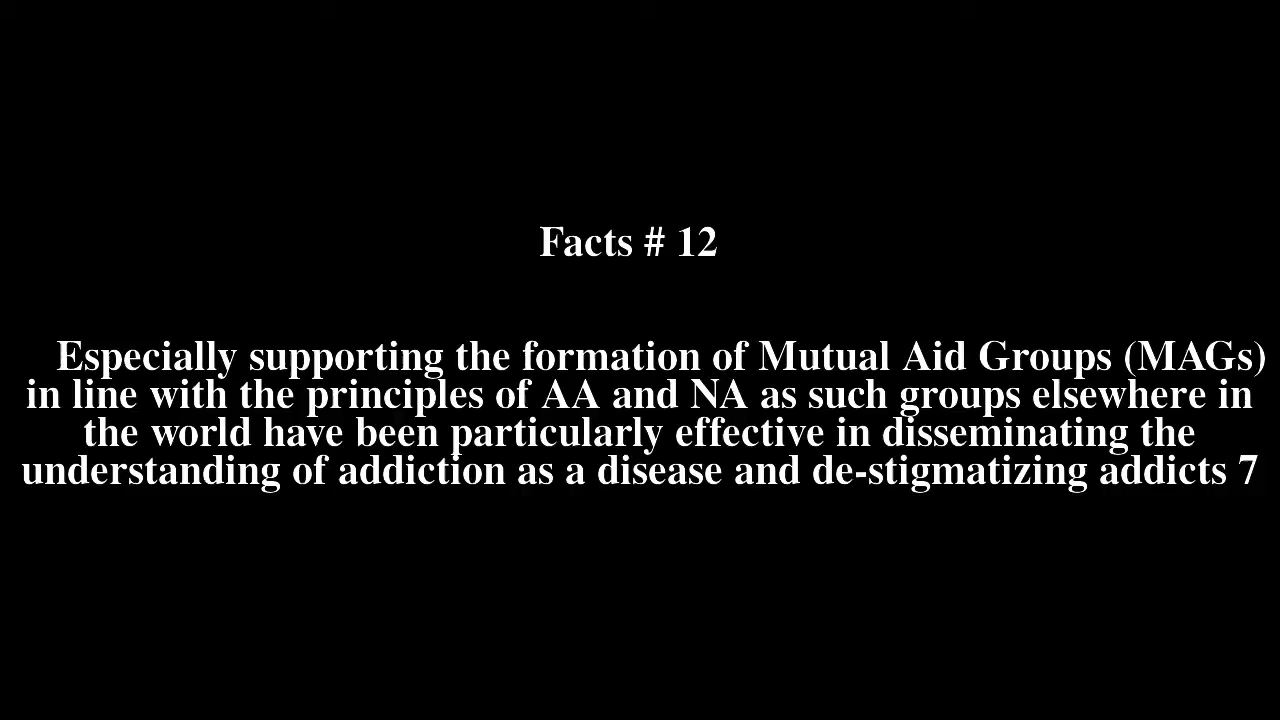 Facts # 12
Especially supporting the formation of Mutual Aid Groups (MAGs)
in line with the principles of AA and NA as such groups elsewhere in
the world have been particularly effective in disseminating the
understanding of addiction as a disease and de-stigmatizing addicts 7